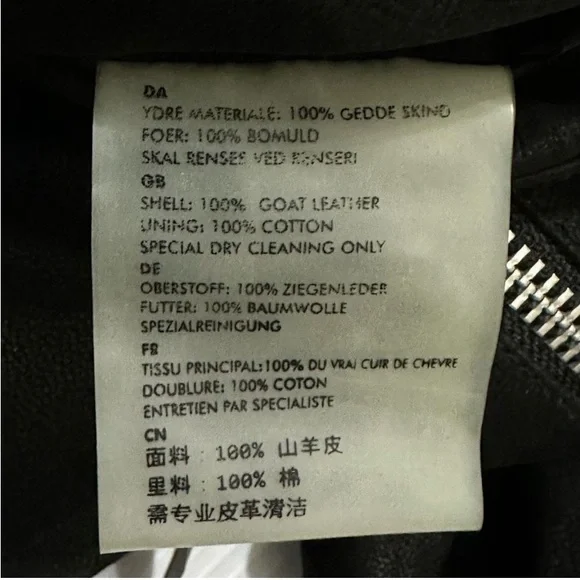 DA
YDRE MATERIALE: 100% GEDDE SKIND
FOER: 100% BOMULD
SKAL RENSES VED RENSERI
GB
SHELL: 100% GOAT LEATHER
LINING: 100% COTTON
SPECIAL DRY CLEANING ONLY
DE
OBERSTOFF: 100% ZIEGENLEDER
FUTTER: 100% BAUMWOLLE
SPEZIALREINIGUNG
FR
TISSU PRINCIPAL:100% DU VRAI CUIR DE CHEVRE
DOUBLURE: 100% COTON
ENTRETIEN PAR SPECIALISTE
CN
面料 : 100% 山羊皮
里料 : 100% 棉
需专业皮革清洁